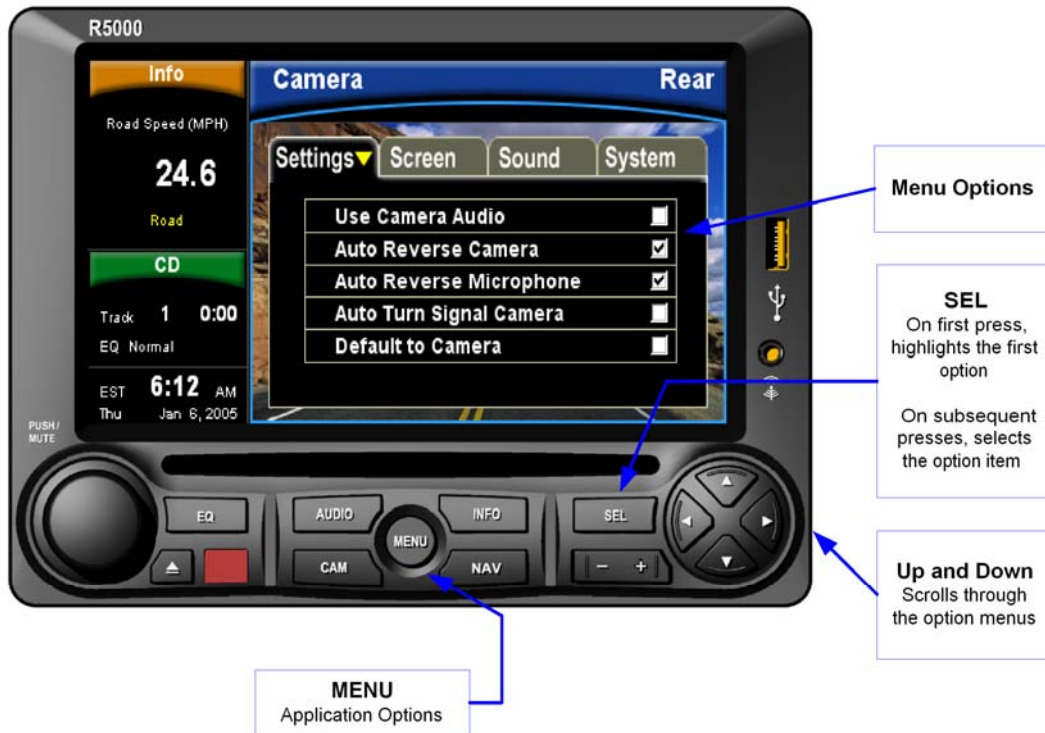 R5000
Info
Road Speed (MPH)
24.6
Road
CD
Track 1 0:00
EQ Normal
EST 6:12 AM
Thu Jan 6, 2005
Camera Rear
Settings Screen Sound System
Use Camera Audio
Auto Reverse Camera
Auto Reverse Microphone
Auto Turn Signal Camera
Default to Camera
PUSH/
MUTE
EQ
AUDIO
INFO
MENU
CAM
NAV
SEL
- +
Menu Options
SEL
On first press,
highlights the first
option
On subsequent
presses, selects
the option item
Up and Down
Scrolls through
the option menus
MENU
Application Options